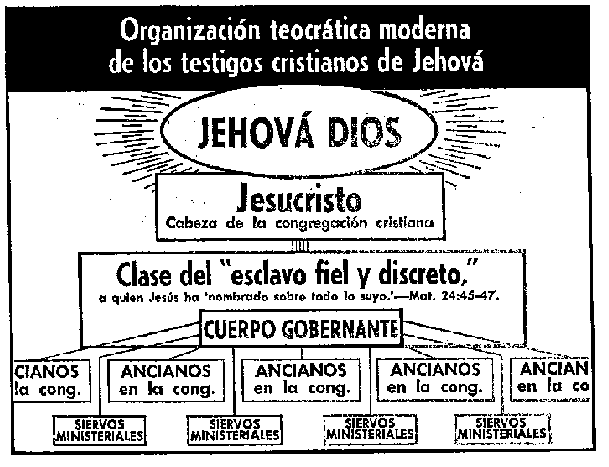 Organización teocrática moderna
de los testigos cristianos de Jehová
JEHOVÁ DIOS
Jesucristo
Cabeza de la congregación cristiana
Clase del "esclavo fiel y discreto,"
a quien Jesús ha 'nombrado sobre todo lo suyo.'—Mat. 24:45-47.
CUERPO GOBERNANTE
CIANOS
la cong.
ANCIANOS
en la cong.
ANCIANOS
en la cong.
ANCIANOS
en la cong.
ANCIAN
en la co
SIERVOS
MINISTERIALES
SIERVOS
MINISTERIALES
SIERVOS
MINISTERIALES
SIERVOS
MINISTERIALES